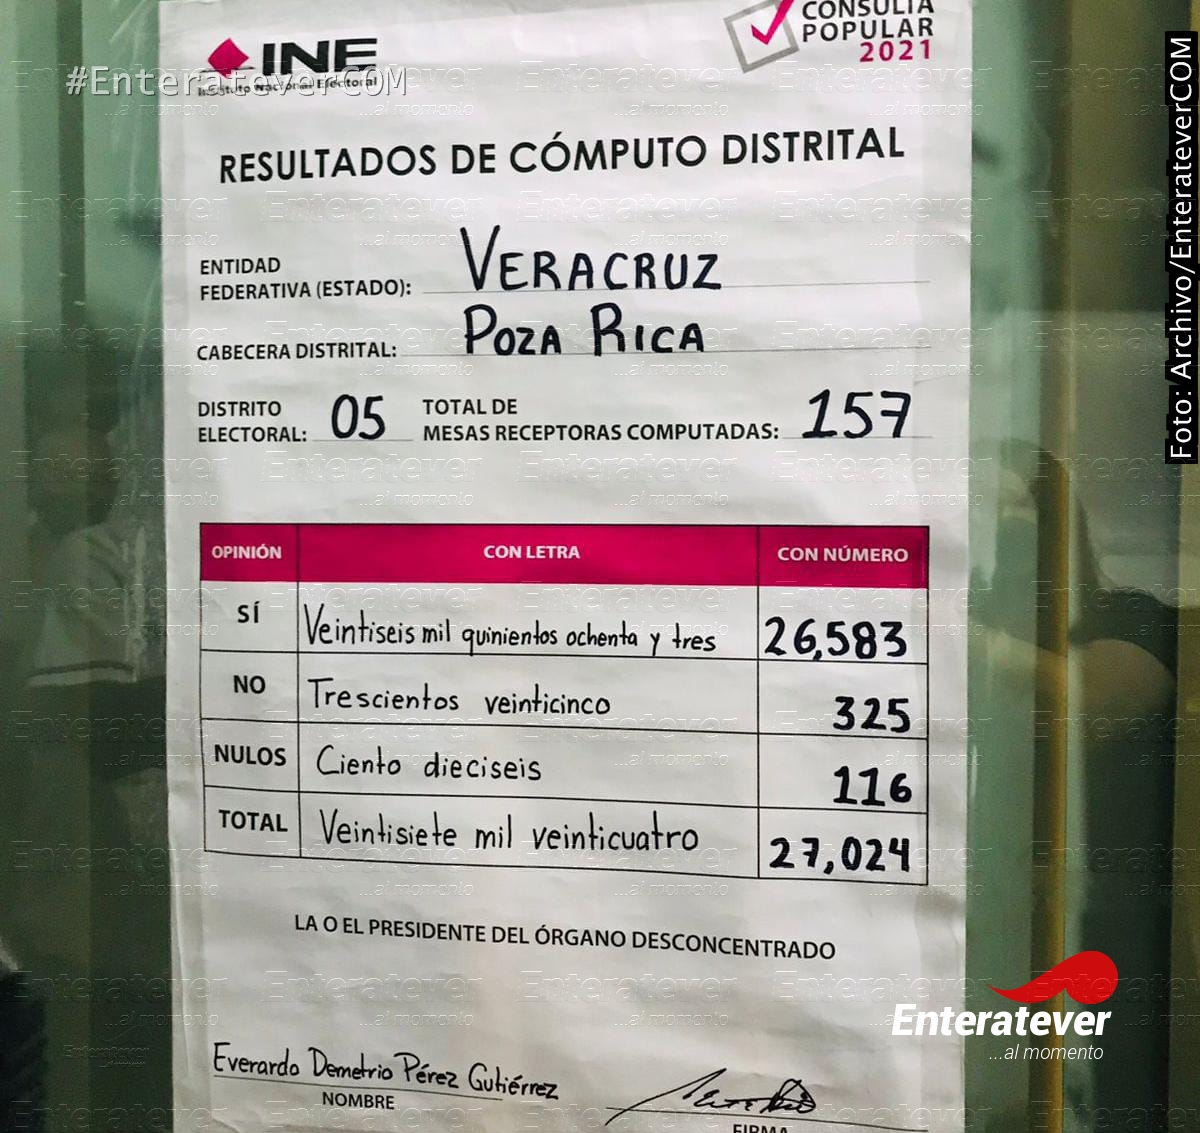 INE
Instituto Nacional Electoral
#EnterateverCOM
CONSULTA
POPULAR
2021
RESULTADOS DE CÓMPUTO DISTRITAL
ENTIDAD
FEDERATIVA (ESTADO): VERACRUZ
CABECERA DISTRITAL: POZA RICA
DISTRITO
ELECTORAL: 05
TOTAL DE
MESAS RECEPTORAS COMPUTADAS: 157
OPINIÓN CON LETRA CON NÚMERO
SÍ Veintiseis mil quinientos ochenta y tres 26,583
NO Trescientos veinticinco 325
NULOS Ciento dieciseis 116
TOTAL Veintisiete mil veinticuatro 27,024
LA O EL PRESIDENTE DEL ÓRGANO DESCONCENTRADO
Everardo Demetrio Pérez Gutiérrez
NOMBRE
FIRMA
Enteratever
...al momento
Foto: Archivo/EnterateverCOM